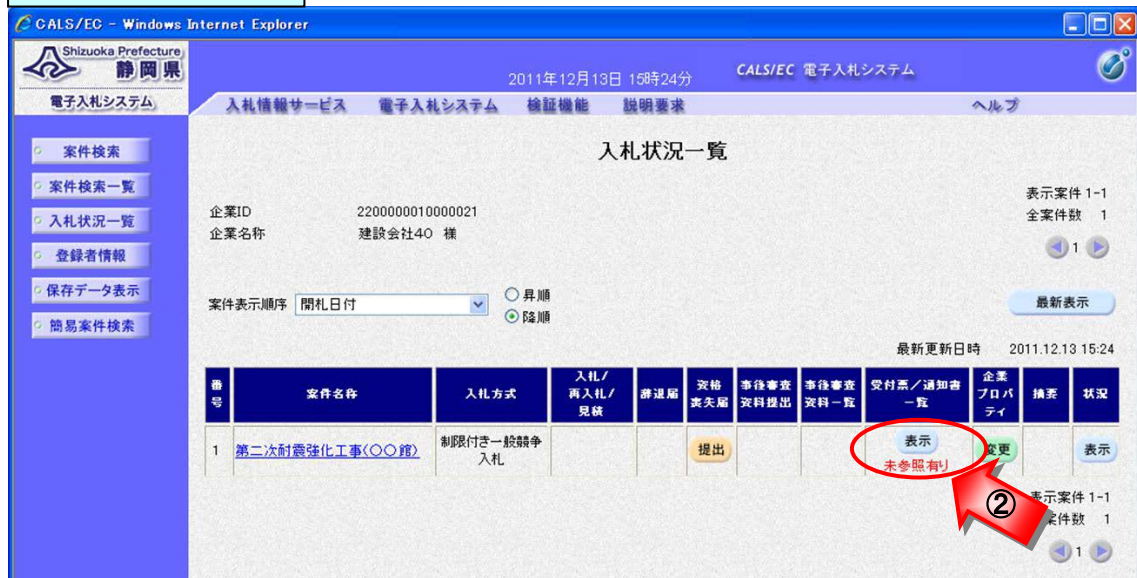 CALS/EC - Windows Internet Explorer
Shizuoka Prefecture
静岡県
電子入札システム
2011年12月13日 15時24分
CALS/EC 電子入札システム
入札情報サービス 電子入札システム 検証機能 説明要求 ヘルプ
案件検索
案件検索一覧
入札状況一覧
登録者情報
保存データ表示
簡易案件検索
入札状況一覧
表示案件 1-1
全案件数 1
1
企業ID 2200000010000021
企業名称 建設会社40 様
案件表示順序 開札日付
昇順
降順
最新表示
最新更新日時 2011.12.13 15:24
番号 案件名称 入札方式 入札/再入札/見積 辞退届 資格喪失届 事後審査資料提出 事後審査資料一覧 受付票/通知書一覧 企業プロパティ 摘要 状況
1 第二次耐震強化工事(〇〇館) 制限付き一般競争入札 提出 表示 未参照有り 変更 表示
②
表示案件 1-1
案件数 1
1